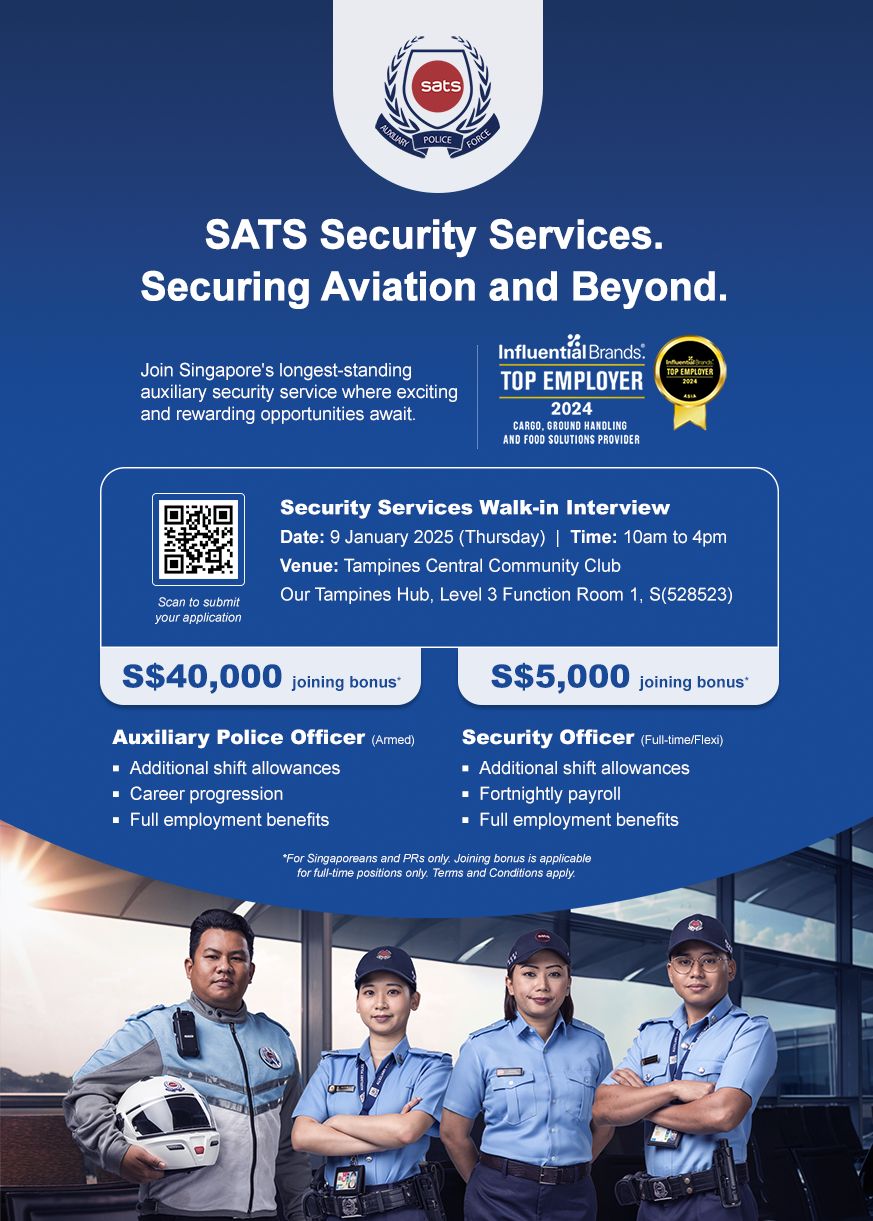 sats
AUXILIARY POLICE FORCE
SATS Security Services.
Securing Aviation and Beyond.
Join Singapore's longest-standing
auxiliary security service where exciting
and rewarding opportunities await.
Influential Brands®
TOP EMPLOYER
2024
CARGO, GROUND HANDLING
AND FOOD SOLUTIONS PROVIDER
Influential Brands
TOP EMPLOYER
2024
ASIA
Security Services Walk-in Interview
Date: 9 January 2025 (Thursday) | Time: 10am to 4pm
Venue: Tampines Central Community Club
Our Tampines Hub, Level 3 Function Room 1, S(528523)
Scan to submit
your application
S$40,000 joining bonus*
S$5,000 joining bonus*
Auxiliary Police Officer (Armed)
▪ Additional shift allowances
▪ Career progression
▪ Full employment benefits
Security Officer (Full-time/Flexi)
▪ Additional shift allowances
▪ Fortnightly payroll
▪ Full employment benefits
*For Singaporeans and PRs only. Joining bonus is applicable
for full-time positions only. Terms and Conditions apply.
sats